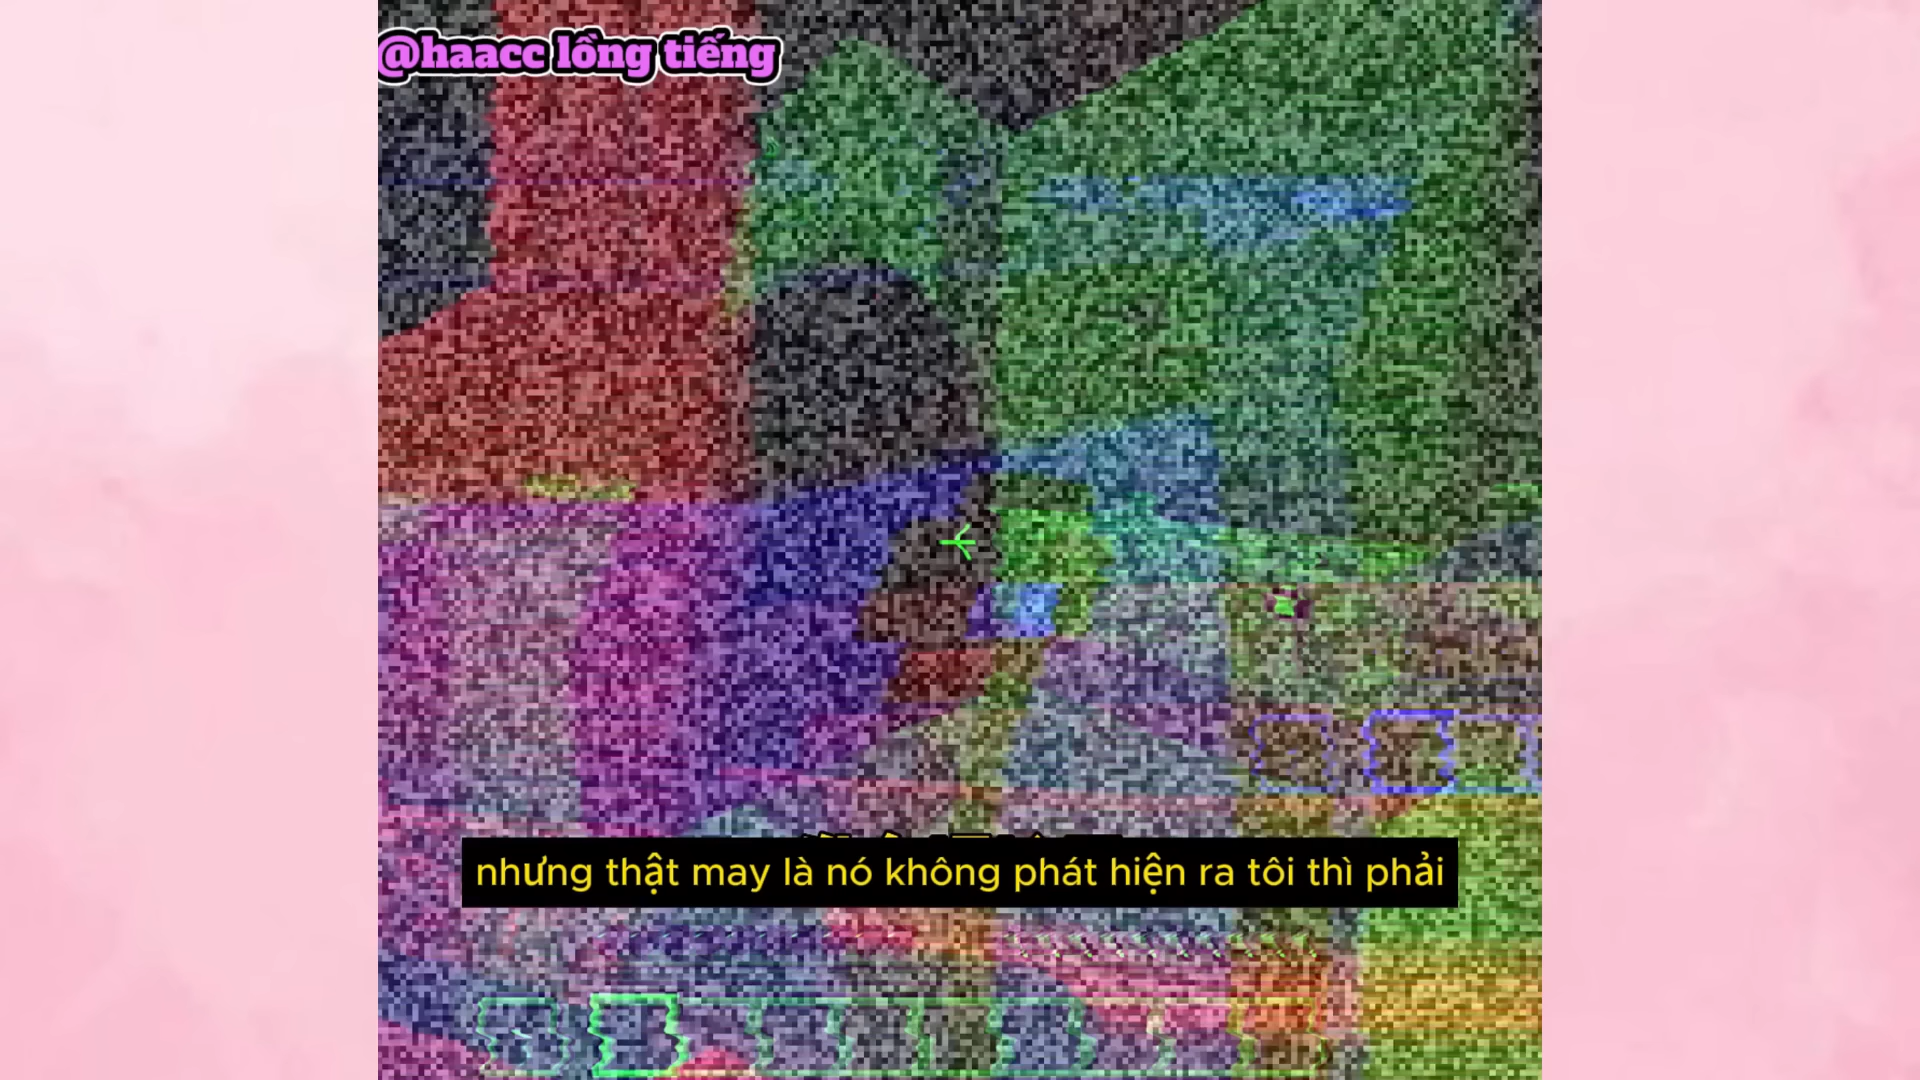 @haacc lồng tiếng
nhưng thật may là nó không phát hiện ra tôi thì phải